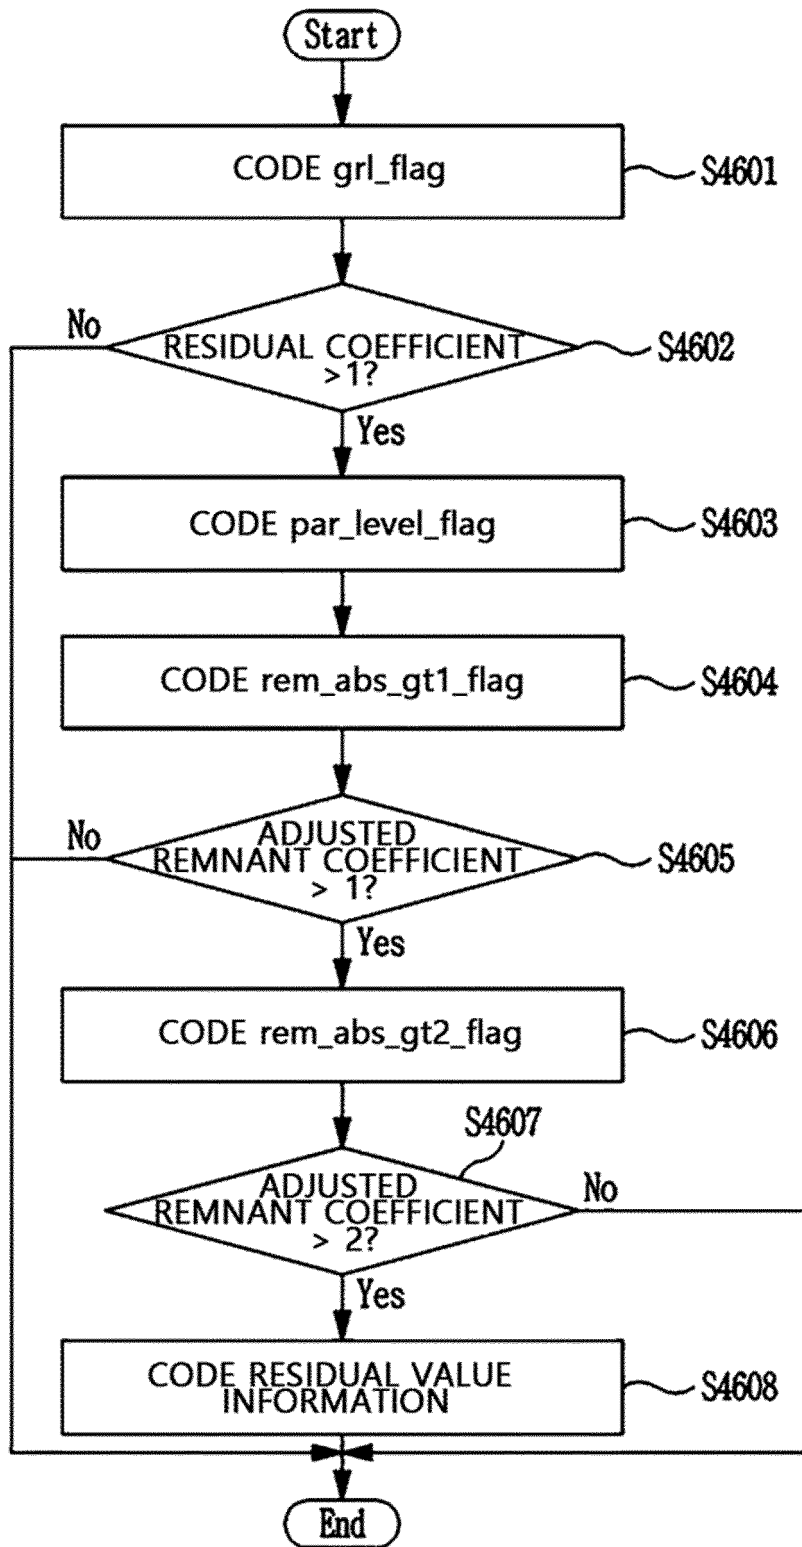 Start
CODE grl_flag
S4601
No
RESIDUAL COEFFICIENT
>1?
S4602
Yes
CODE par_level_flag
S4603
CODE rem_abs_gt1_flag
S4604
No
ADJUSTED
REMNANT COEFFICIENT
> 1?
S4605
Yes
CODE rem_abs_gt2_flag
S4606
S4607
ADJUSTED
REMNANT COEFFICIENT
> 2?
No
Yes
CODE RESIDUAL VALUE
INFORMATION
S4608
End